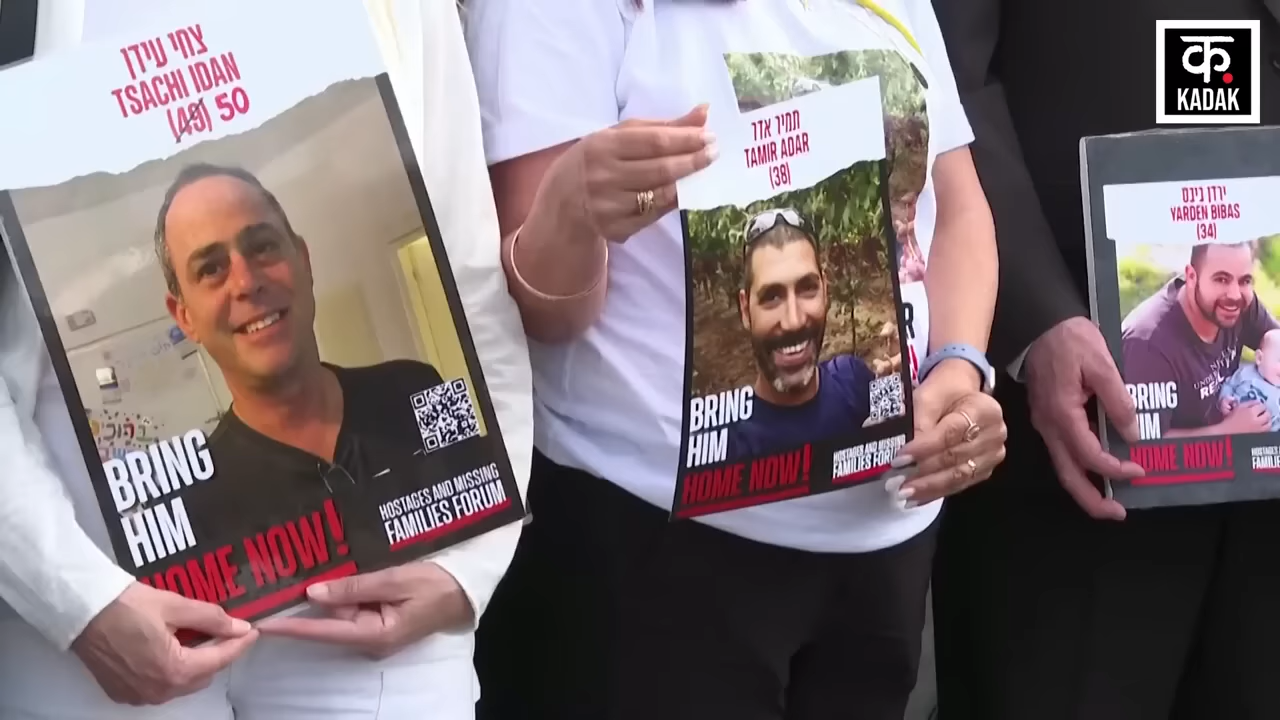 צחי עידן
TSACHI IDAN
(49) 50
BRING
HIM
HOME NOW!
HOSTAGES AND MISSING
FAMILIES FORUM
תמיר אדר
TAMIR ADAR
(38)
BRING
HIM
HOME NOW!
HOSTAGES AND MISSING
FAMILIES FORUM
ירדן ביבס
YARDEN BIBAS
(34)
BRING
HIM
HOME NOW!
क.
KADAK